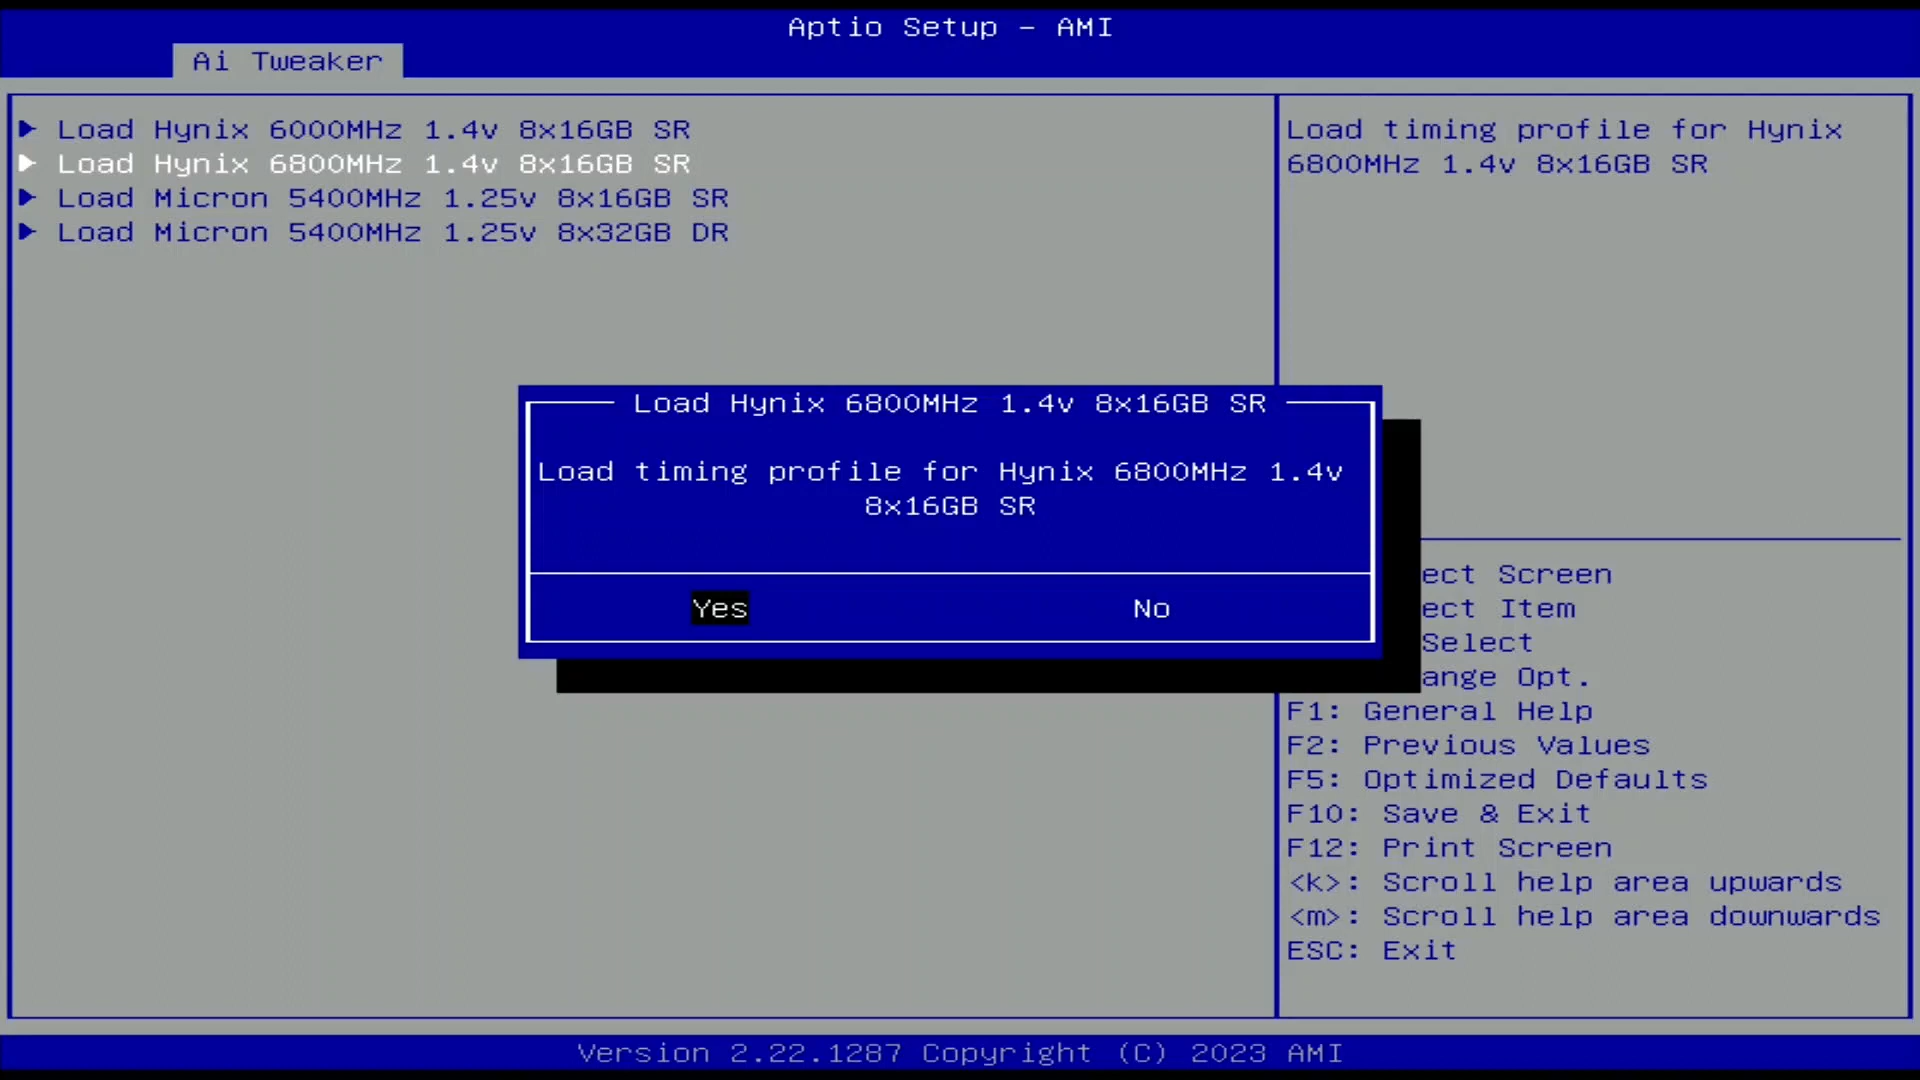 Aptio Setup - AMI
Ai Tweaker
Load Hynix 6000MHz 1.4v 8x16GB SR
Load Hynix 6800MHz 1.4v 8x16GB SR
Load Micron 5400MHz 1.25v 8x16GB SR
Load Micron 5400MHz 1.25v 8x32GB DR
Load timing profile for Hynix
6800MHz 1.4v 8x16GB SR
Load Hynix 6800MHz 1.4v 8x16GB SR
Load timing profile for Hynix 6800MHz 1.4v
8x16GB SR
Yes No
ect Screen
ect Item
Select
ange Opt.
F1: General Help
F2: Previous Values
F5: Optimized Defaults
F10: Save & Exit
F12: Print Screen
<k>: Scroll help area upwards
<m>: Scroll help area downwards
ESC: Exit
Version 2.22.1287 Copyright (C) 2023 AMI